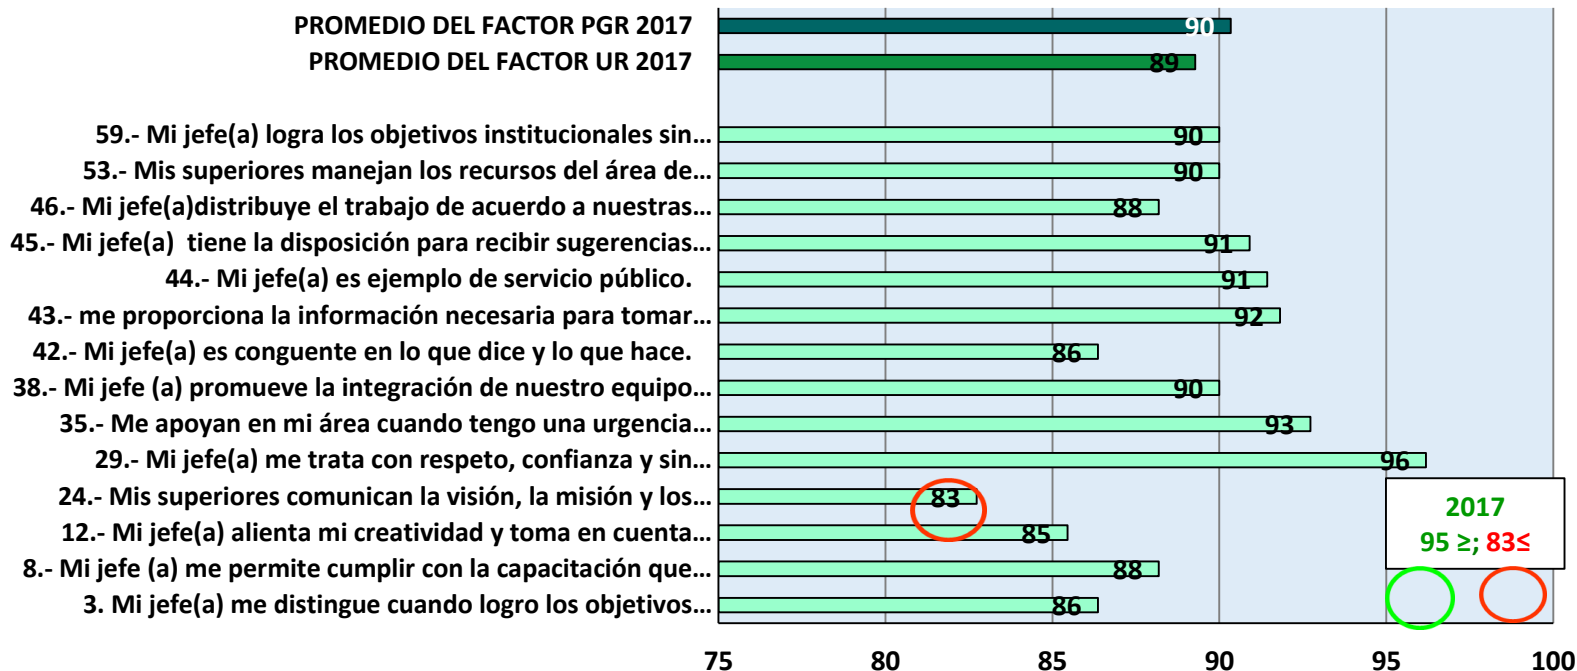 PROMEDIO DEL FACTOR PGR 2017 90
PROMEDIO DEL FACTOR UR 2017 89
59.- Mi jefe(a) logra los objetivos institucionales sin... 90
53.- Mis superiores manejan los recursos del área de... 90
46.- Mi jefe(a)distribuye el trabajo de acuerdo a nuestras... 88
45.- Mi jefe(a)  tiene la disposición para recibir sugerencias... 91
44.- Mi jefe(a) es ejemplo de servicio público. 91
43.- me proporciona la información necesaria para tomar... 92
42.- Mi jefe(a) es conguente en lo que dice y lo que hace. 86
38.- Mi jefe (a) promueve la integración de nuestro equipo... 90
35.- Me apoyan en mi área cuando tengo una urgencia... 93
29.- Mi jefe(a) me trata con respeto, confianza y sin... 96
24.- Mis superiores comunican la visión, la misión y los... 83
12.- Mi jefe(a) alienta mi creatividad y toma en cuenta... 85
8.- Mi jefe (a) me permite cumplir con la capacitación que... 88
3. Mi jefe(a) me distingue cuando logro los objetivos... 86
2017
95 ≥; 83≤
75 80 85 90 95 100